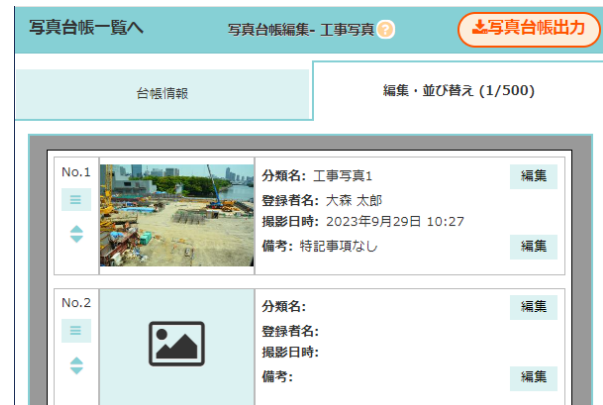 写真台帳一覧へ
写真台帳編集- 工事写真 ?
写真台帳出力
台帳情報
編集・並び替え (1/500)
No.1
分類名: 工事写真1
編集
登録者名: 大森 太郎
撮影日時: 2023年9月29日 10:27
備考: 特記事項なし
編集
No.2
分類名:
編集
登録者名:
撮影日時:
備考:
編集